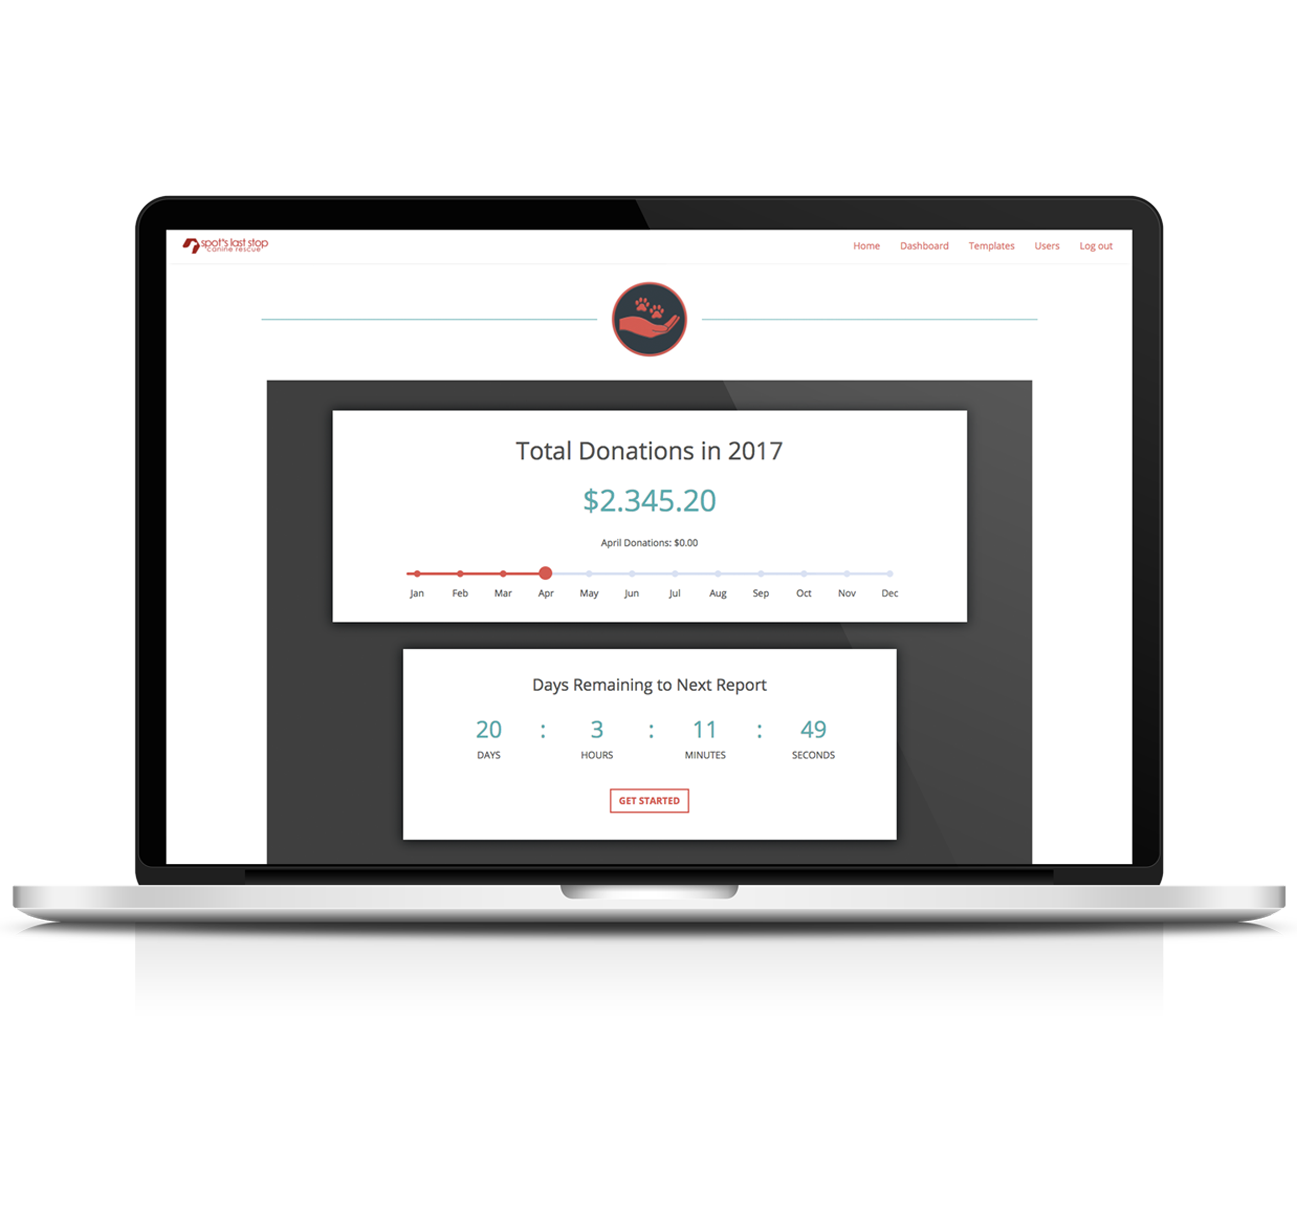 spot's last stop
canine rescue
Home Dashboard Templates Users Log out
Total Donations in 2017
$2.345.20
April Donations: $0.00
Jan Feb Mar Apr May Jun Jul Aug Sep Oct Nov Dec
Days Remaining to Next Report
20 : 3 : 11 : 49
DAYS HOURS MINUTES SECONDS
GET STARTED